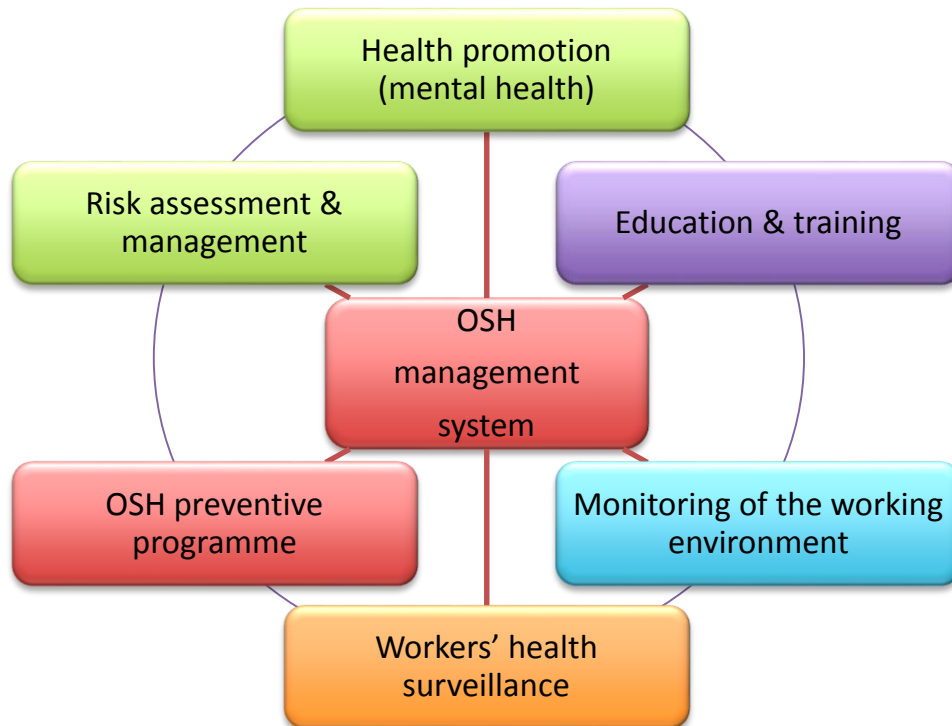 Health promotion
(mental health)
Risk assessment &
management
Education & training
OSH
management
system
OSH preventive
programme
Monitoring of the working
environment
Workers’ health
surveillance